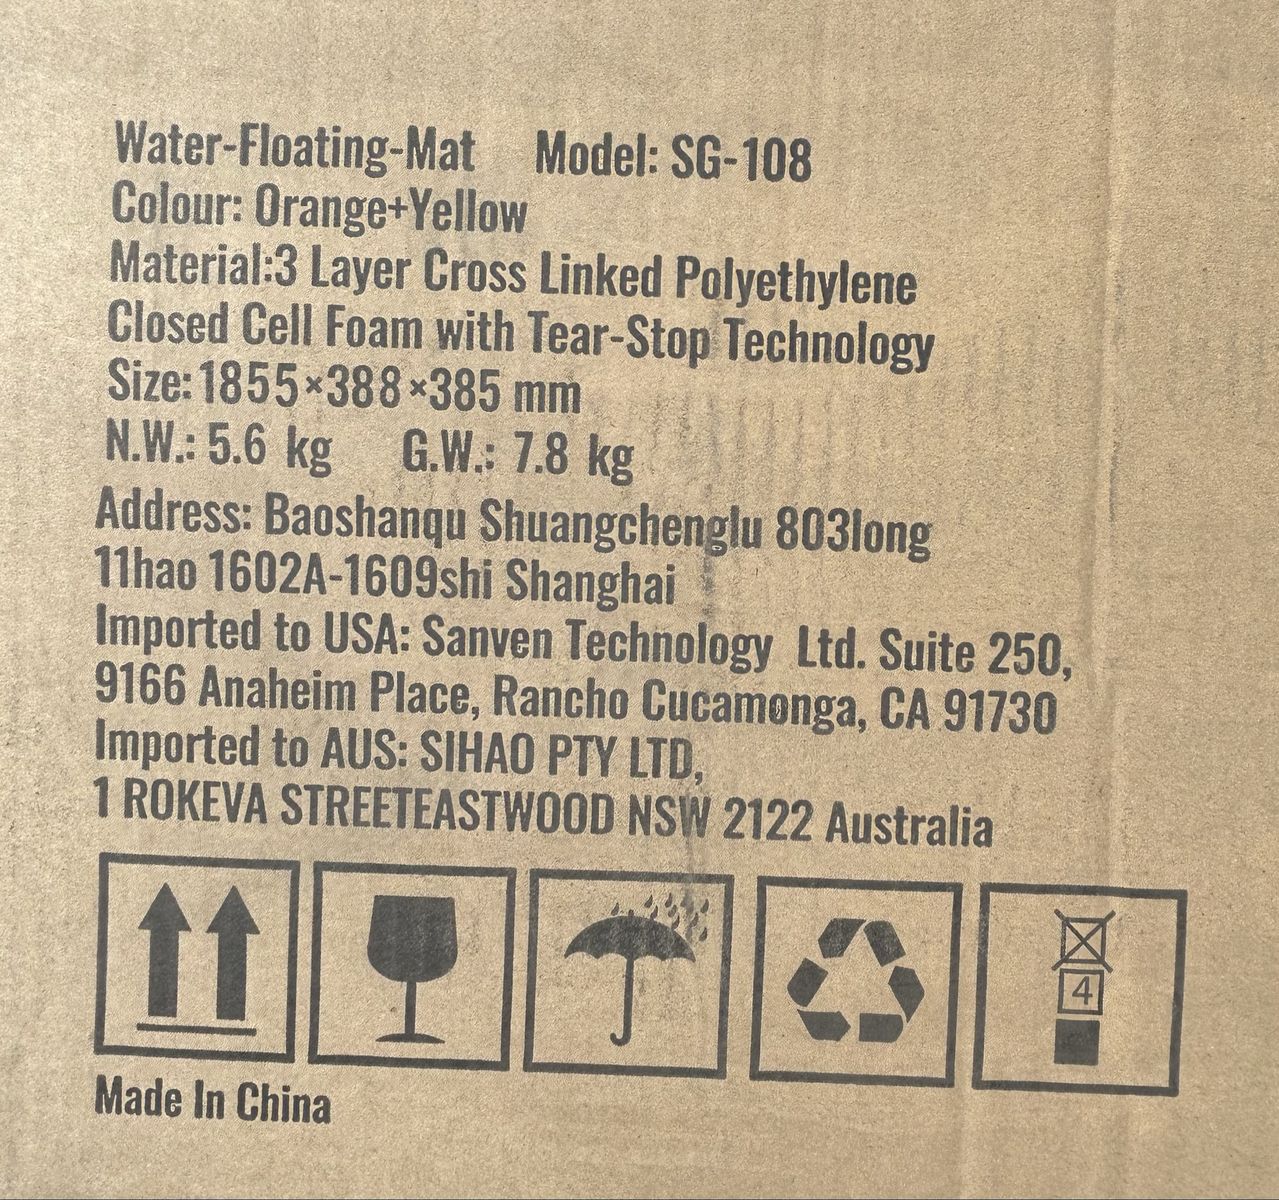 Water-Floating-Mat Model: SG-108
Colour: Orange+Yellow
Material:3 Layer Cross Linked Polyethylene
Closed Cell Foam with Tear-Stop Technology
Size:1855×388×385 mm
N.W.: 5.6 kg G.W.: 7.8 kg
Address: Baoshanqu Shuangchenglu 803long
11hao 1602A-1609shi Shanghai
Imported to USA: Sanven Technology Ltd. Suite 250,
9166 Anaheim Place, Rancho Cucamonga, CA 91730
Imported to AUS: SIHAO PTY LTD,
1 ROKEVA STREETEASTWOOD NSW 2122 Australia
4
Made In China